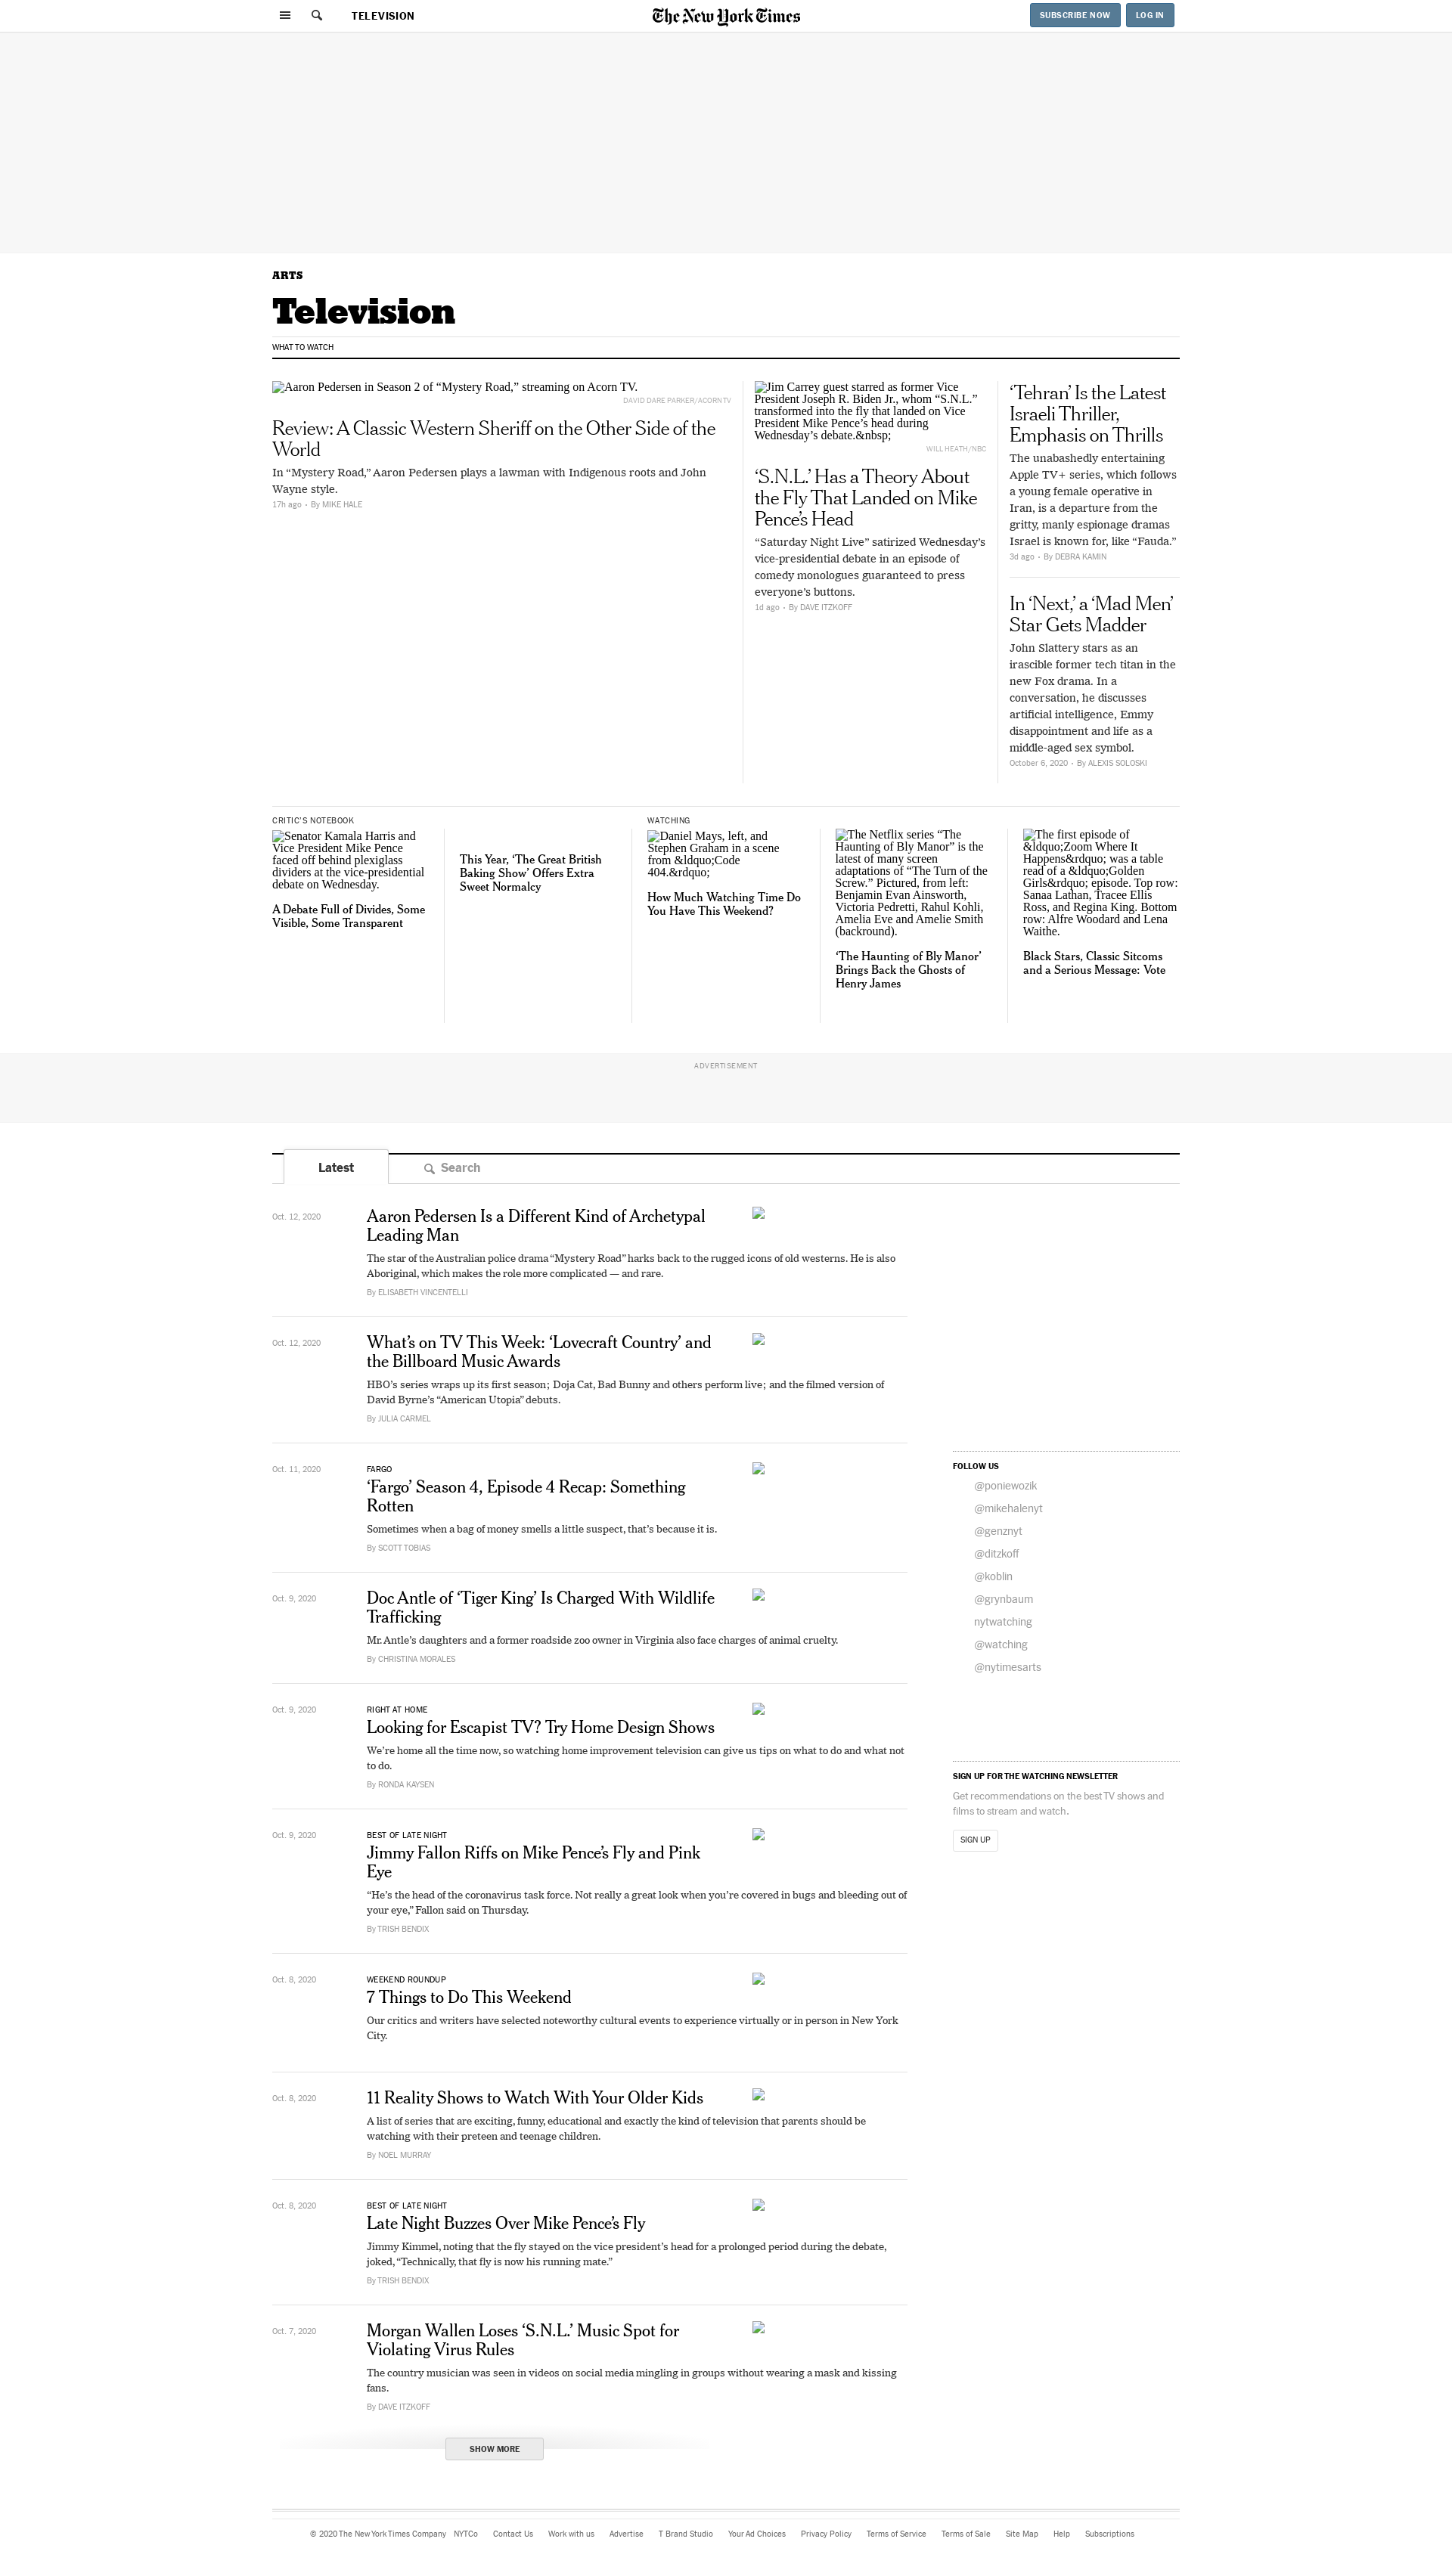 TELEVISION
The New York Times
SUBSCRIBE NOW
LOG IN
ARTS
Television
WHAT TO WATCH
Aaron Pedersen in Season 2 of “Mystery Road,” streaming on Acorn TV.
DAVID DARE PARKER/ACORNTV
Review: A Classic Western Sheriff on the Other Side of the
World
In “Mystery Road,” Aaron Pedersen plays a lawman with Indigenous roots and John
Wayne style.
17h ago • By MIKE HALE
Jim Carrey guest starred as former Vice
President Joseph R. Biden Jr., whom “S.N.L.”
transformed into the fly that landed on Vice
President Mike Pence’s head during
Wednesday’s debate.&nbsp;
WILL HEATH/NBC
‘S.N.L.’ Has a Theory About
the Fly That Landed on Mike
Pence’s Head
“Saturday Night Live” satirized Wednesday’s
vice-presidential debate in an episode of
comedy monologues guaranteed to press
everyone’s buttons.
1d ago • By DAVE ITZKOFF
‘Tehran’ Is the Latest
Israeli Thriller,
Emphasis on Thrills
The unabashedly entertaining
Apple TV+ series, which follows
a young female operative in
Iran, is a departure from the
gritty, manly espionage dramas
Israel is known for, like “Fauda.”
3d ago • By DEBRA KAMIN
In ‘Next,’ a ‘Mad Men’
Star Gets Madder
John Slattery stars as an
irascible former tech titan in the
new Fox drama. In a
conversation, he discusses
artificial intelligence, Emmy
disappointment and life as a
middle-aged sex symbol.
October 6, 2020 • By ALEXIS SOLOSKI
CRITIC’S NOTEBOOK
Senator Kamala Harris and
Vice President Mike Pence
faced off behind plexiglass
dividers at the vice-presidential
debate on Wednesday.
A Debate Full of Divides, Some
Visible, Some Transparent
This Year, ‘The Great British
Baking Show’ Offers Extra
Sweet Normalcy
WATCHING
Daniel Mays, left, and
Stephen Graham in a scene
from &ldquo;Code
404.&rdquo;
How Much Watching Time Do
You Have This Weekend?
The Netflix series “The
Haunting of Bly Manor” is the
latest of many screen
adaptations of “The Turn of the
Screw.” Pictured, from left:
Benjamin Evan Ainsworth,
Victoria Pedretti, Rahul Kohli,
Amelia Eve and Amelie Smith
(backround).
‘The Haunting of Bly Manor’
Brings Back the Ghosts of
Henry James
The first episode of
&ldquo;Zoom Where It
Happens&rdquo; was a table
read of a &ldquo;Golden
Girls&rdquo; episode. Top row:
Sanaa Lathan, Tracee Ellis
Ross, and Regina King. Bottom
row: Alfre Woodard and Lena
Waithe.
Black Stars, Classic Sitcoms
and a Serious Message: Vote
ADVERTISEMENT
Latest
Search
Oct. 12, 2020
Aaron Pedersen Is a Different Kind of Archetypal
Leading Man
The star of the Australian police drama “Mystery Road” harks back to the rugged icons of old westerns. He is also
Aboriginal, which makes the role more complicated — and rare.
By ELISABETH VINCENTELLI
Oct. 12, 2020
What’s on TV This Week: ‘Lovecraft Country’ and
the Billboard Music Awards
HBO’s series wraps up its first season; Doja Cat, Bad Bunny and others perform live; and the filmed version of
David Byrne’s “American Utopia” debuts.
By JULIA CARMEL
Oct. 11, 2020
FARGO
‘Fargo’ Season 4, Episode 4 Recap: Something
Rotten
Sometimes when a bag of money smells a little suspect, that’s because it is.
By SCOTT TOBIAS
Oct. 9, 2020
Doc Antle of ‘Tiger King’ Is Charged With Wildlife
Trafficking
Mr. Antle’s daughters and a former roadside zoo owner in Virginia also face charges of animal cruelty.
By CHRISTINA MORALES
Oct. 9, 2020
RIGHT AT HOME
Looking for Escapist TV? Try Home Design Shows
We’re home all the time now, so watching home improvement television can give us tips on what to do and what not
to do.
By RONDA KAYSEN
Oct. 9, 2020
BEST OF LATE NIGHT
Jimmy Fallon Riffs on Mike Pence’s Fly and Pink
Eye
“He’s the head of the coronavirus task force. Not really a great look when you’re covered in bugs and bleeding out of
your eye,” Fallon said on Thursday.
By TRISH BENDIX
Oct. 8, 2020
WEEKEND ROUNDUP
7 Things to Do This Weekend
Our critics and writers have selected noteworthy cultural events to experience virtually or in person in New York
City.
Oct. 8, 2020
11 Reality Shows to Watch With Your Older Kids
A list of series that are exciting, funny, educational and exactly the kind of television that parents should be
watching with their preteen and teenage children.
By NOEL MURRAY
Oct. 8, 2020
BEST OF LATE NIGHT
Late Night Buzzes Over Mike Pence’s Fly
Jimmy Kimmel, noting that the fly stayed on the vice president’s head for a prolonged period during the debate,
joked, “Technically, that fly is now his running mate.”
By TRISH BENDIX
Oct. 7, 2020
Morgan Wallen Loses ‘S.N.L.’ Music Spot for
Violating Virus Rules
The country musician was seen in videos on social media mingling in groups without wearing a mask and kissing
fans.
By DAVE ITZKOFF
SHOW MORE
FOLLOW US
@poniewozik
@mikehalenyt
@genznyt
@ditzkoff
@koblin
@grynbaum
nytwatching
@watching
@nytimesarts
SIGN UP FOR THE WATCHING NEWSLETTER
Get recommendations on the best TV shows and
films to stream and watch.
SIGN UP
© 2020 The New York Times Company NYTCo Contact Us Work with us Advertise T Brand Studio Your Ad Choices Privacy Policy Terms of Service Terms of Sale Site Map Help Subscriptions